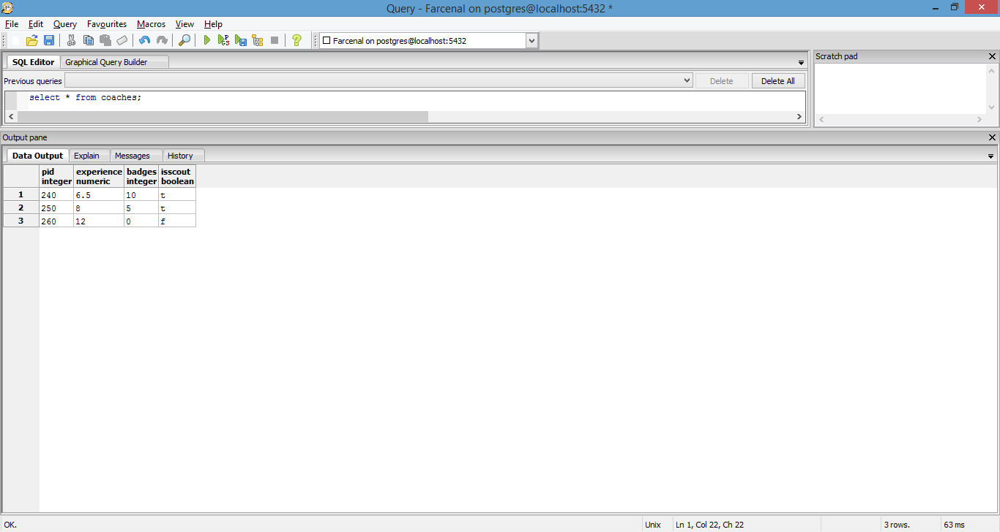 Query - Farcenal on postgres@localhost:5432 *
File Edit Query Favourites Macros View Help
Farcenal on postgres@localhost:5432
SQL Editor Graphical Query Builder
Scratch pad
Previous queries Delete Delete All
select * from coaches;
Output pane
Data Output Explain Messages History
pid experience badges isscout
integer numeric integer boolean
1 240 6.5 10 t
2 250 8 5 t
3 260 12 0 f
OK. Unix Ln 1, Col 22, Ch 22 3 rows. 63 ms